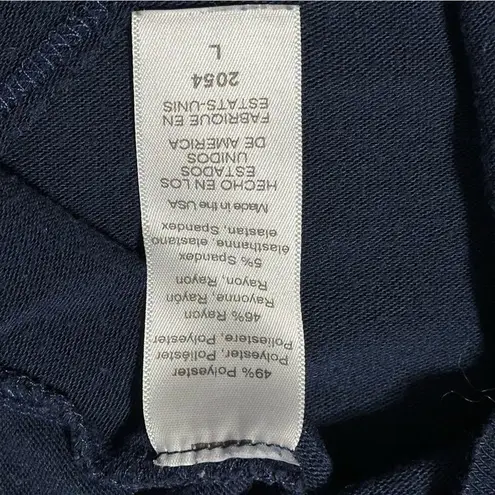 49% Polyester
Polyester, Poliéster
Poliestere, Polyester
46% Rayon
Rayonne, Rayón
Rayon, Rayon
5% Spandex
élasthanne, elastano
elastan, Spandex
Made in the USA
HECHO EN LOS
UNIDOS
ESTADOS
DE AMERICA
FABRIQUE EN
ESTATS-UNIS
2054
L